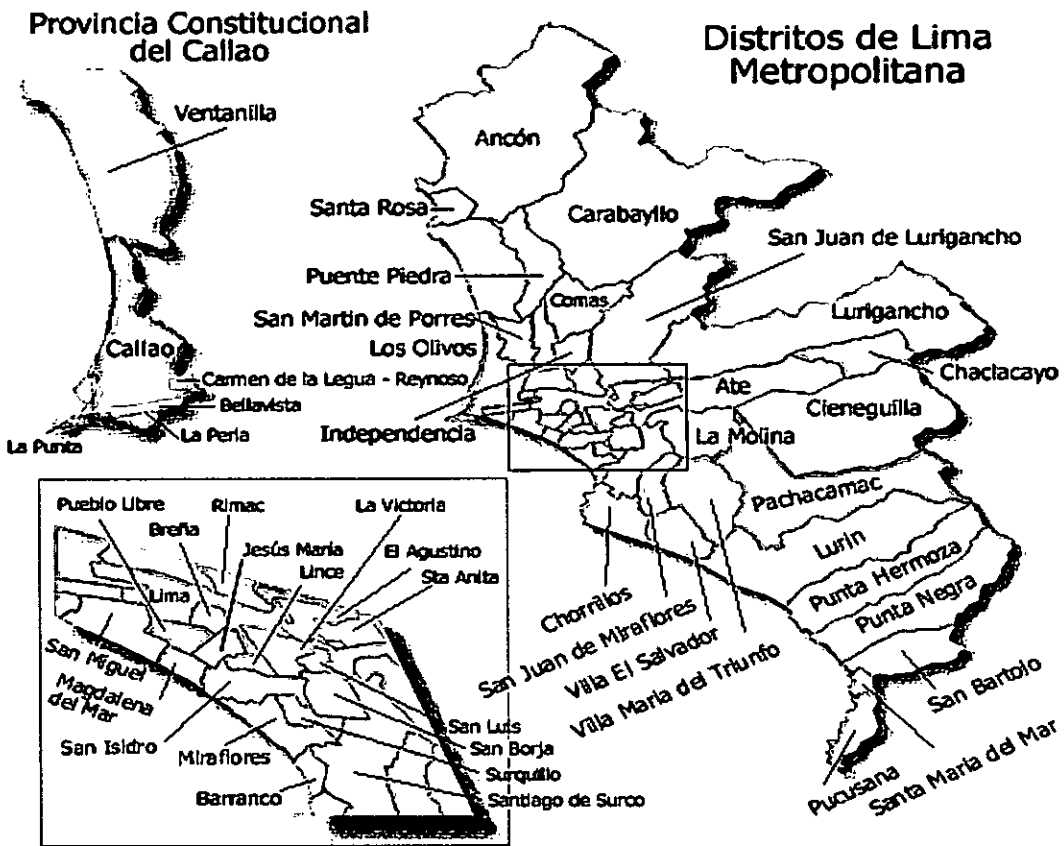 Provincia Constitucional
del Callao
Ventanilla
Callao
Carmen de la Legua - Reynoso
Bellavista
La Perla
La Punta
Distritos de Lima
Metropolitana
Ancón
Santa Rosa
Carabayllo
San Juan de Lurigancho
Puente Piedra
Comas
San Martin de Porres
Lurigancho
Los Olivos
Chaclacayo
Ate
Cieneguilla
Independencia
La Molina
Pachacamac
Lurin
Punta Hermoza
Punta Negra
Chorrillos
San Juan de Miraflores
Villa El Salvador
Villa Maria del Triunfo
San Bartolo
Santa Maria del Mar
Pucusana
Pueblo Libre
Rimac
La Victoria
Breña
Jesús Maria
El Agustino
Lince
Sta Anita
Lima
San Miguel
Magdalena
del Mar
San Isidro
Miraflores
San Luis
San Borja
Surquillo
Barranco
Santiago de Surco